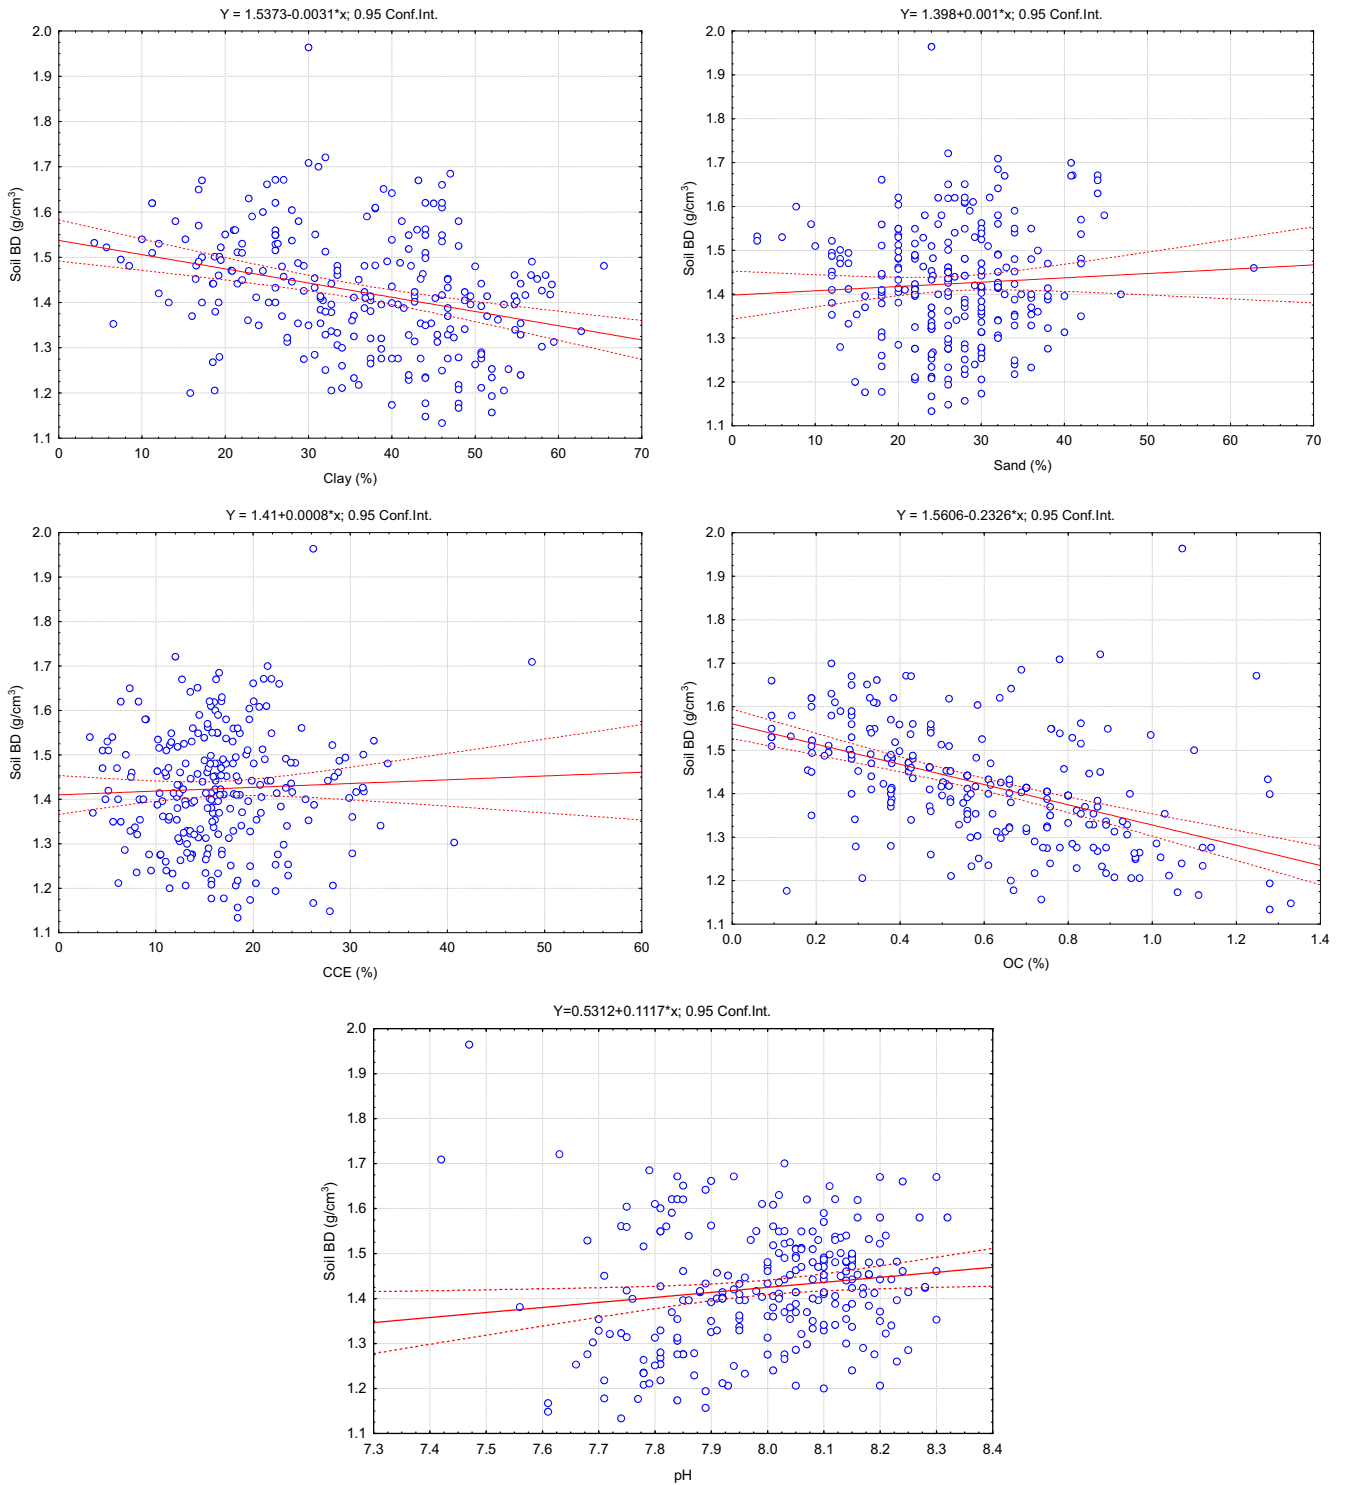 Y = 1.5373-0.0031*x; 0.95 Conf.Int.
2.0
1.9
1.8
1.7
1.6
1.5
1.4
1.3
1.2
1.1
Soil BD (g/cm³)
0 10 20 30 40 50 60 70
Clay (%)
Y= 1.398+0.001*x; 0.95 Conf.Int.
2.0
1.9
1.8
1.7
1.6
1.5
1.4
1.3
1.2
1.1
Soil BD (g/cm³)
0 10 20 30 40 50 60 70
Sand (%)
Y = 1.41+0.0008*x; 0.95 Conf.Int.
2.0
1.9
1.8
1.7
1.6
1.5
1.4
1.3
1.2
1.1
Soil BD (g/cm³)
0 10 20 30 40 50 60
CCE (%)
Y = 1.5606-0.2326*x; 0.95 Conf.Int.
2.0
1.9
1.8
1.7
1.6
1.5
1.4
1.3
1.2
1.1
Soil BD (g/cm³)
0.0 0.2 0.4 0.6 0.8 1.0 1.2 1.4
OC (%)
Y=0.5312+0.1117*x; 0.95 Conf.Int.
2.0
1.9
1.8
1.7
1.6
1.5
1.4
1.3
1.2
1.1
Soil BD (g/cm³)
7.3 7.4 7.5 7.6 7.7 7.8 7.9 8.0 8.1 8.2 8.3 8.4
pH